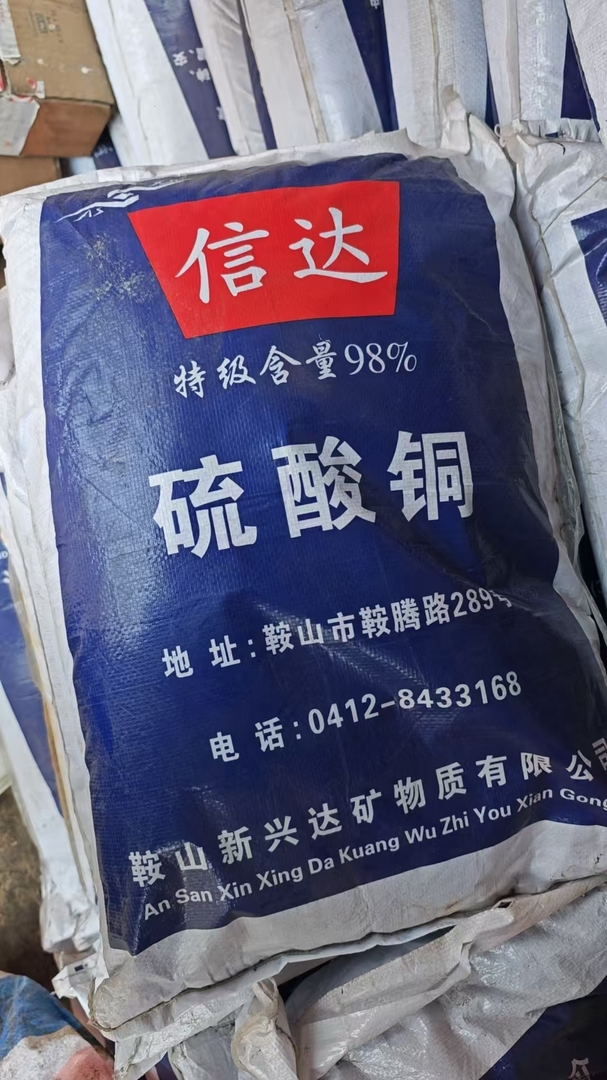 信达
特级含量98%
硫酸铜
地址:鞍山市鞍腾路289号
电话:0412-8433168
鞍山新兴达矿物质有限公司
An San Xin Xing Da Kuang Wu Zhi You Xian Gong